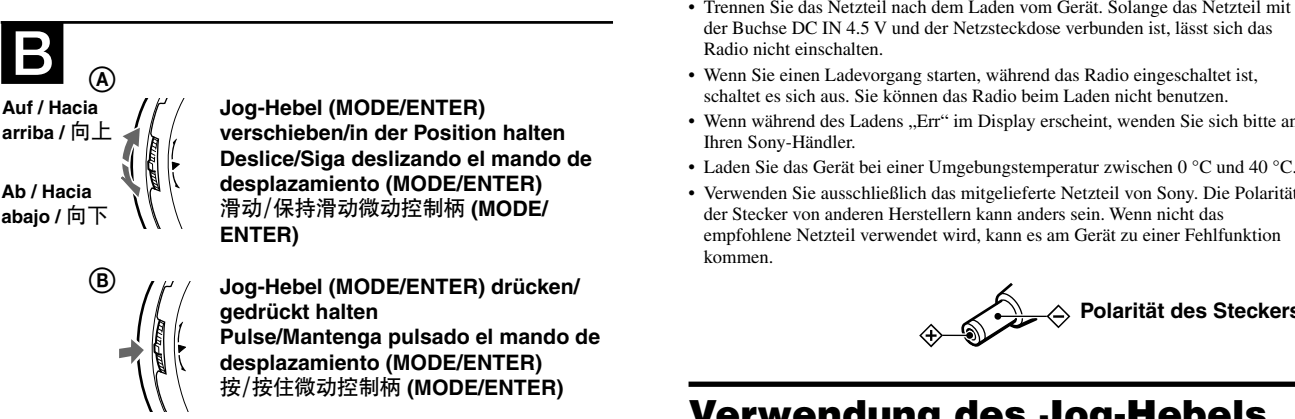 B
A
Auf / Hacia
arriba / 向上
Ab / Hacia
abajo / 向下
Jog-Hebel (MODE/ENTER)
verschieben/in der Position halten
Deslice/Siga deslizando el mando de
desplazamiento (MODE/ENTER)
滑动/保持滑动微动控制柄 (MODE/
ENTER)
B
Jog-Hebel (MODE/ENTER) drücken/
gedrückt halten
Pulse/Mantenga pulsado el mando de
desplazamiento (MODE/ENTER)
按/按住微动控制柄 (MODE/ENTER)
• Trennen Sie das Netzteil nach dem Laden vom Gerät. Solange das Netzteil mit
der Buchse DC IN 4.5 V und der Netzsteckdose verbunden ist, lässt sich das
Radio nicht einschalten.
• Wenn Sie einen Ladevorgang starten, während das Radio eingeschaltet ist,
schaltet es sich aus. Sie können das Radio beim Laden nicht benutzen.
• Wenn während des Ladens „Err“ im Display erscheint, wenden Sie sich bitte an
Ihren Sony-Händler.
• Laden Sie das Gerät bei einer Umgebungstemperatur zwischen 0 °C und 40 °C.
• Verwenden Sie ausschließlich das mitgelieferte Netzteil von Sony. Die Polarität
der Stecker von anderen Herstellern kann anders sein. Wenn nicht das
empfohlene Netzteil verwendet wird, kann es am Gerät zu einer Fehlfunktion
kommen.
Polarität des Steckers
Verwendung des Jog-Hebels